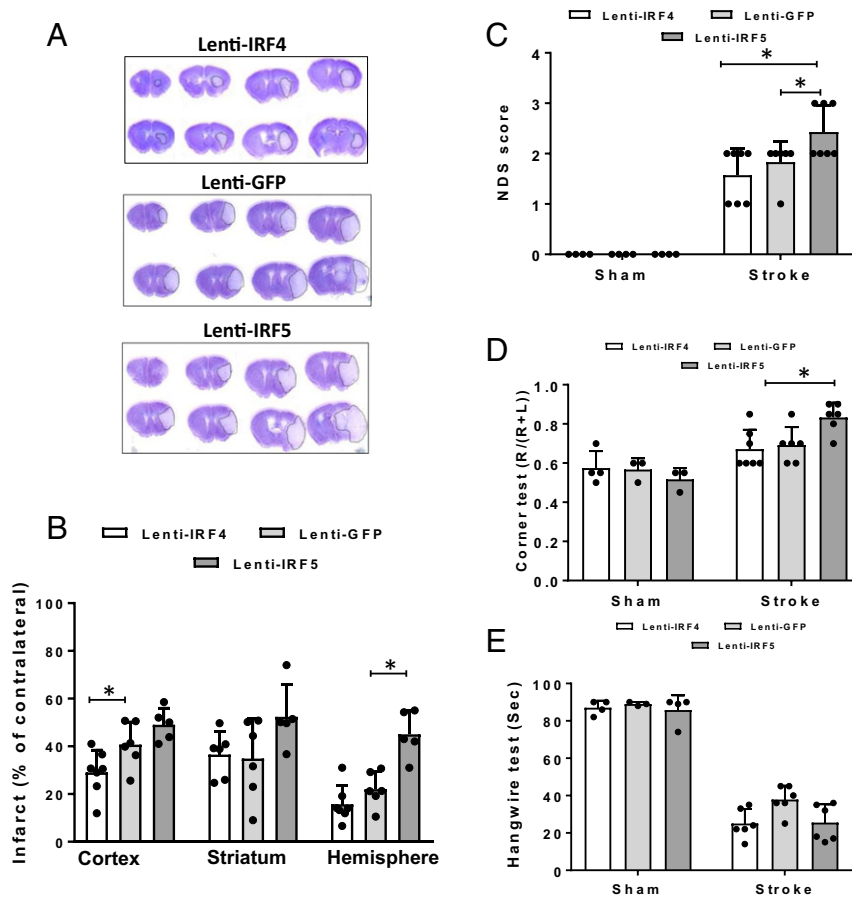 A
Lenti-IRF4
Lenti-GFP
Lenti-IRF5
B
Lenti-IRF4
Lenti-GFP
Lenti-IRF5
Infarct (% of contralateral)
100
80
60
40
20
0
*
*
Cortex
Striatum
Hemisphere
C
Lenti-IRF4
Lenti-GFP
Lenti-IRF5
NDS score
4
3
2
1
0
*
*
Sham
Stroke
D
Lenti-IRF4
Lenti-GFP
Lenti-IRF5
Corner test (R/(R+L))
1.0
0.8
0.6
0.4
0.2
0.0
*
Sham
Stroke
E
Lenti-IRF4
Lenti-GFP
Lenti-IRF5
Hangwire test (Sec)
100
80
60
40
20
0
Sham
Stroke